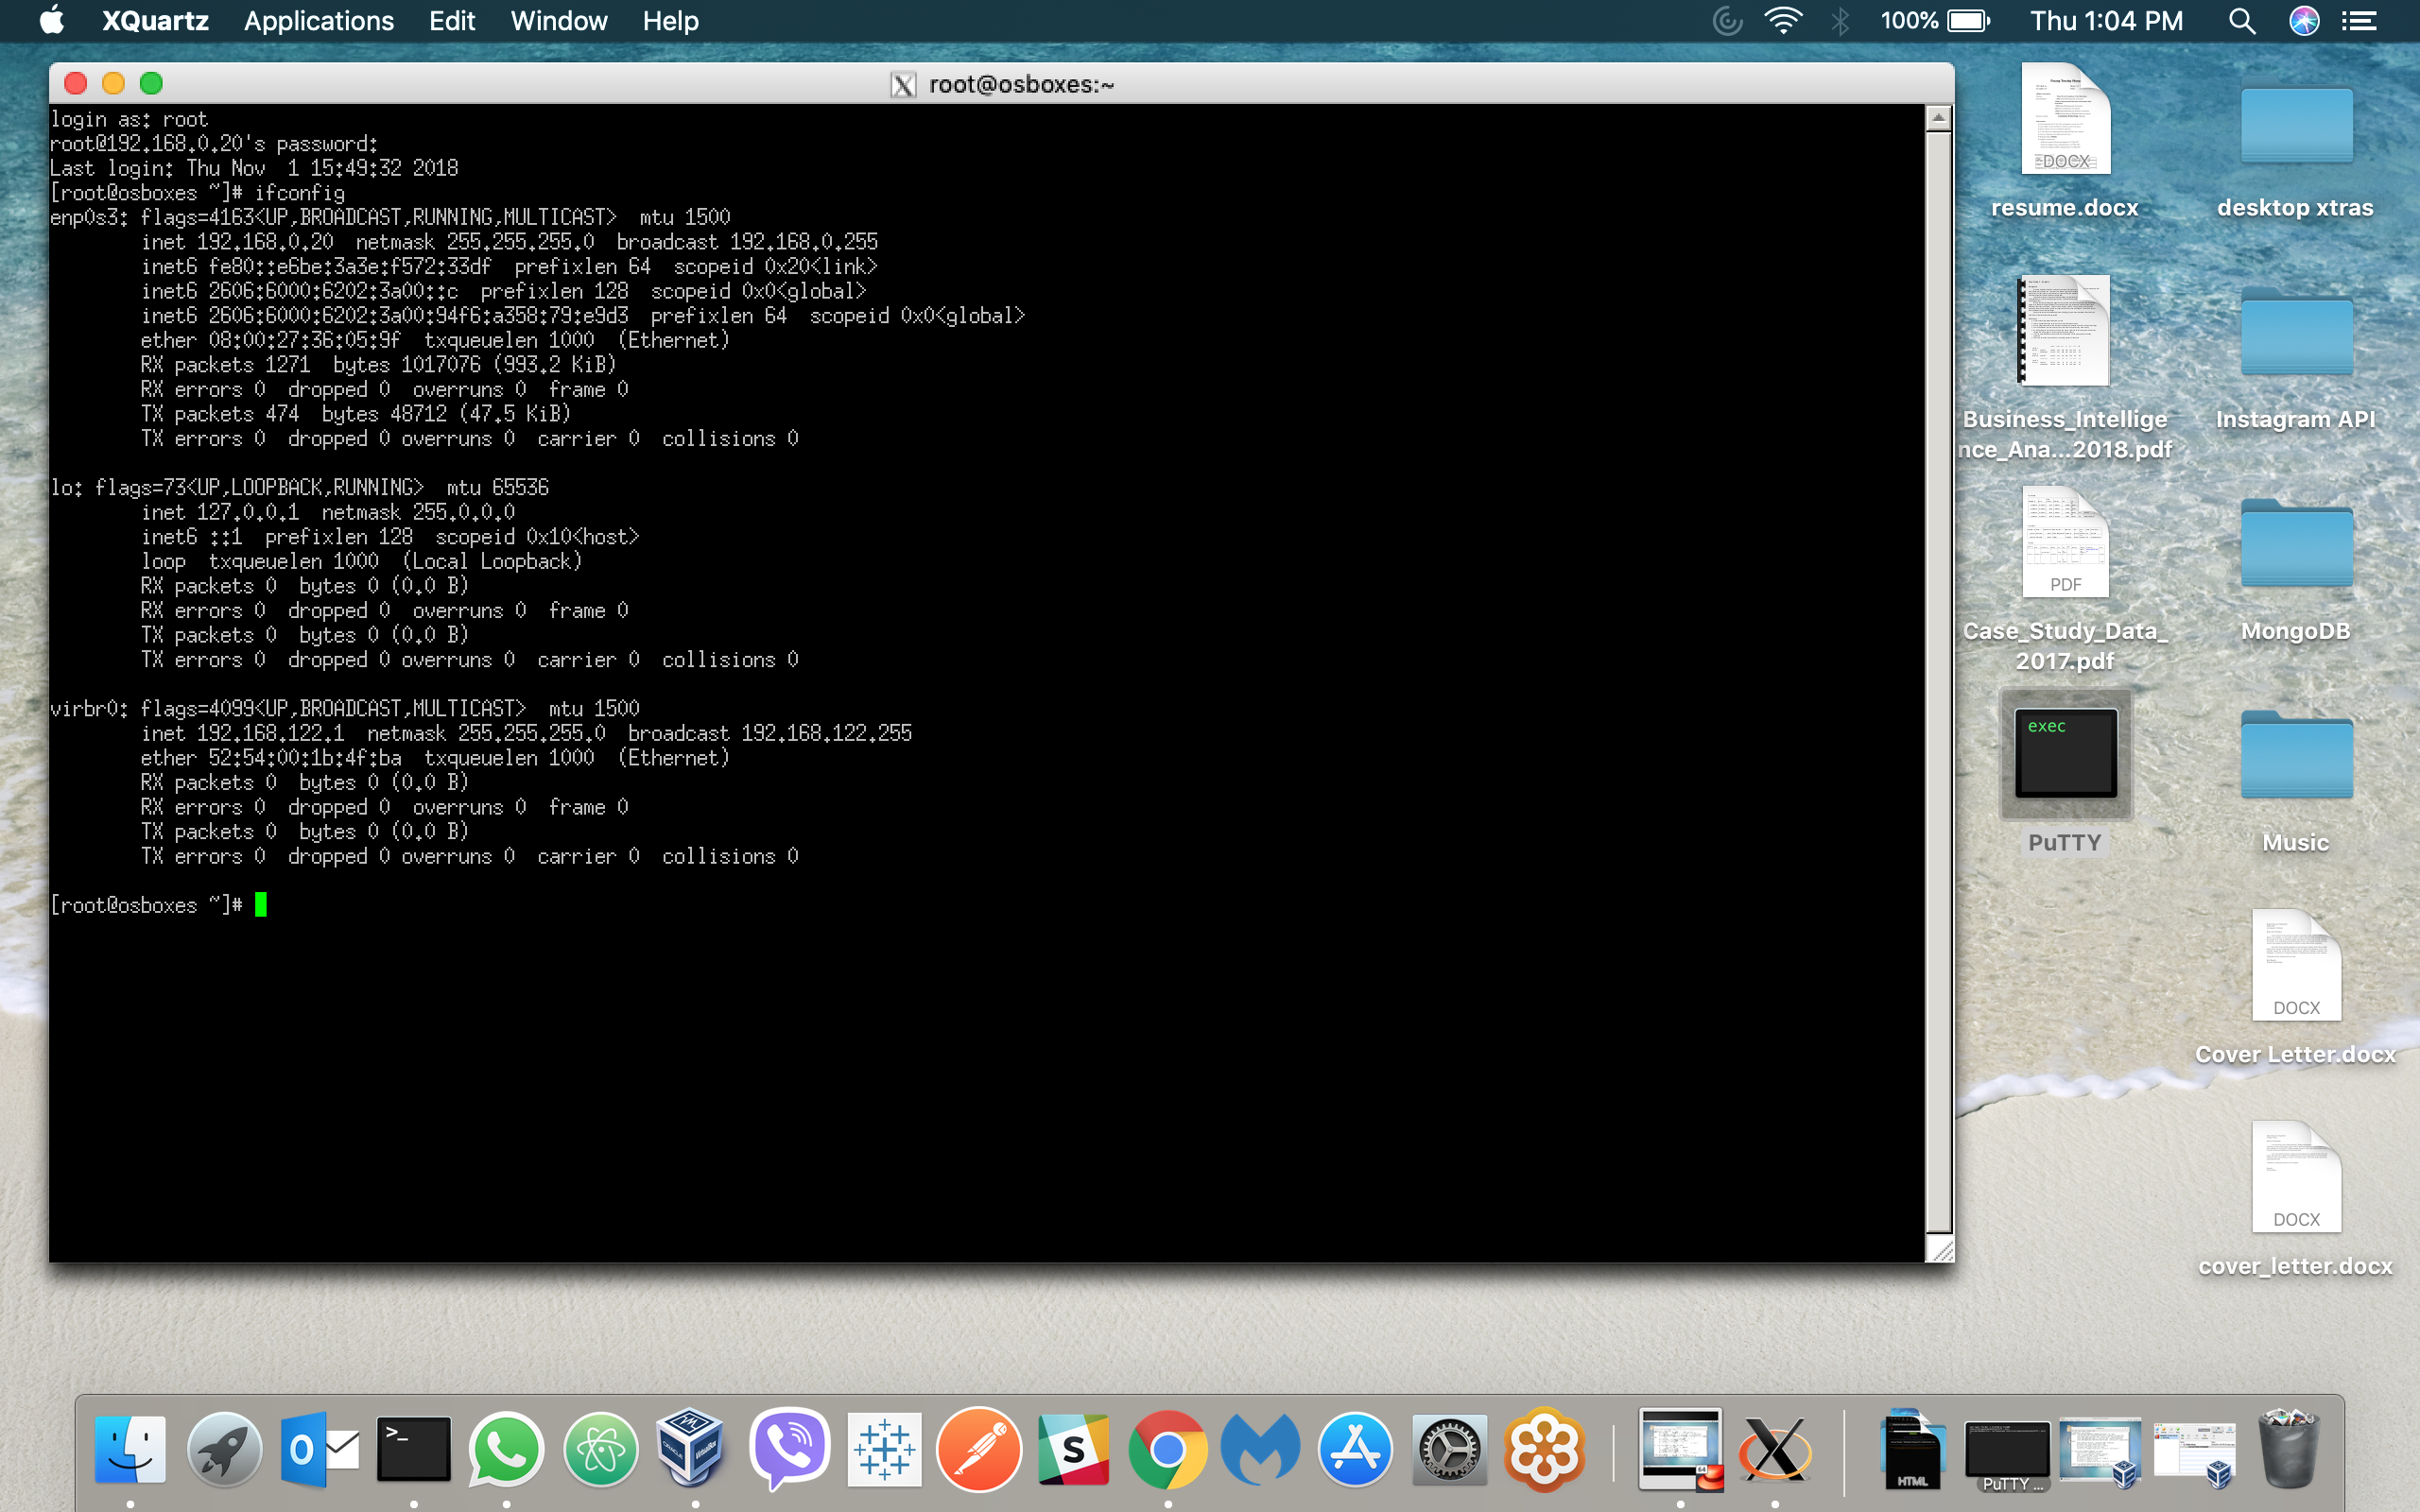 XQuartz Applications Edit Window Help 100% Thu 1:04 PM
root@osboxes:~
login as: root
root@192.168.0.20's password:
Last login: Thu Nov  1 15:49:32 2018
[root@osboxes ~]# ifconfig
enp0s3: flags=4163<UP,BROADCAST,RUNNING,MULTICAST>  mtu 1500
        inet 192.168.0.20  netmask 255.255.255.0  broadcast 192.168.0.255
        inet6 fe80::e6be:3a3e:f572:33df  prefixlen 64  scopeid 0x20<link>
        inet6 2606:6000:6202:3a00::c  prefixlen 128  scopeid 0x0<global>
        inet6 2606:6000:6202:3a00:94f6:a358:79:e9d3  prefixlen 64  scopeid 0x0<global>
        ether 08:00:27:36:05:9f  txqueuelen 1000  (Ethernet)
        RX packets 1271  bytes 1017076 (993.2 KiB)
        RX errors 0  dropped 0  overruns 0  frame 0
        TX packets 474  bytes 48712 (47.5 KiB)
        TX errors 0  dropped 0 overruns 0  carrier 0  collisions 0
lo: flags=73<UP,LOOPBACK,RUNNING>  mtu 65536
        inet 127.0.0.1  netmask 255.0.0.0
        inet6 ::1  prefixlen 128  scopeid 0x10<host>
        loop  txqueuelen 1000  (Local Loopback)
        RX packets 0  bytes 0 (0.0 B)
        RX errors 0  dropped 0  overruns 0  frame 0
        TX packets 0  bytes 0 (0.0 B)
        TX errors 0  dropped 0 overruns 0  carrier 0  collisions 0
virbr0: flags=4099<UP,BROADCAST,MULTICAST>  mtu 1500
        inet 192.168.122.1  netmask 255.255.255.0  broadcast 192.168.122.255
        ether 52:54:00:1b:4f:ba  txqueuelen 1000  (Ethernet)
        RX packets 0  bytes 0 (0.0 B)
        RX errors 0  dropped 0  overruns 0  frame 0
        TX packets 0  bytes 0 (0.0 B)
        TX errors 0  dropped 0 overruns 0  carrier 0  collisions 0
[root@osboxes ~]#
DOCX
resume.docx
desktop xtras
Business_Intellige
nce_Ana...2018.pdf
Instagram API
PDF
Case_Study_Data_
2017.pdf
MongoDB
exec
PuTTY
Music
DOCX
Cover Letter.docx
DOCX
cover_letter.docx
O
>_
S
64
HTML
PuTTY ...